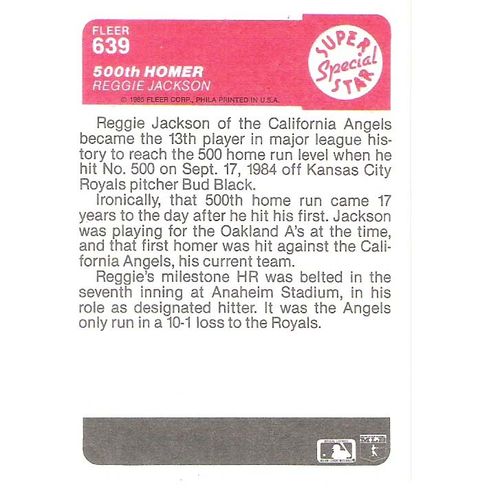 FLEER
639
500th HOMER
REGGIE JACKSON
© 1985 FLEER CORP., PHILA PRINTED IN U.S.A.
SUPER
Special
STAR
Reggie Jackson of the California Angels
became the 13th player in major league his-
tory to reach the 500 home run level when he
hit No. 500 on Sept. 17, 1984 off Kansas City
Royals pitcher Bud Black.
Ironically, that 500th home run came 17
years to the day after he hit his first. Jackson
was playing for the Oakland A's at the time,
and that first homer was hit against the Cali-
fornia Angels, his current team.
Reggie's milestone HR was belted in the
seventh inning at Anaheim Stadium, in his
role as designated hitter. It was the Angels
only run in a 10-1 loss to the Royals.